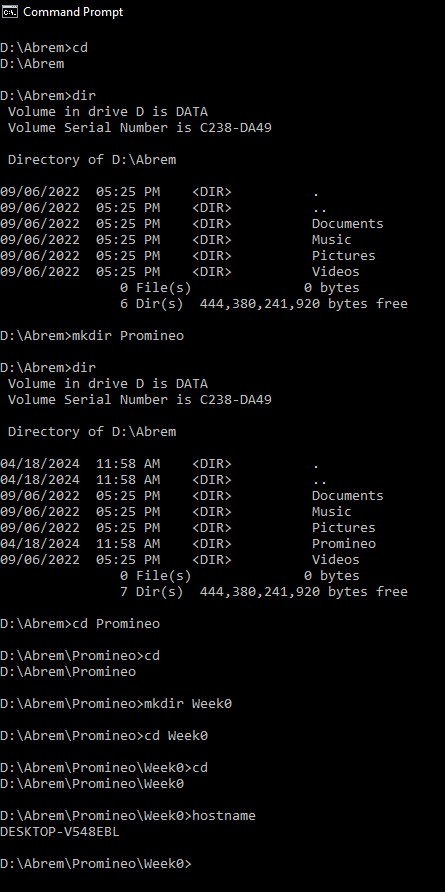 Command Prompt
D:\Abrem>cd
D:\Abrem
D:\Abrem>dir
 Volume in drive D is DATA
 Volume Serial Number is C238-DA49
 Directory of D:\Abrem
09/06/2022  05:25 PM    <DIR>          .
09/06/2022  05:25 PM    <DIR>          ..
09/06/2022  05:25 PM    <DIR>          Documents
09/06/2022  05:25 PM    <DIR>          Music
09/06/2022  05:25 PM    <DIR>          Pictures
09/06/2022  05:25 PM    <DIR>          Videos
               0 File(s)              0 bytes
               6 Dir(s)  444,380,241,920 bytes free
D:\Abrem>mkdir Promineo
D:\Abrem>dir
 Volume in drive D is DATA
 Volume Serial Number is C238-DA49
 Directory of D:\Abrem
04/18/2024  11:58 AM    <DIR>          .
04/18/2024  11:58 AM    <DIR>          ..
09/06/2022  05:25 PM    <DIR>          Documents
09/06/2022  05:25 PM    <DIR>          Music
09/06/2022  05:25 PM    <DIR>          Pictures
04/18/2024  11:58 AM    <DIR>          Promineo
09/06/2022  05:25 PM    <DIR>          Videos
               0 File(s)              0 bytes
               7 Dir(s)  444,380,241,920 bytes free
D:\Abrem>cd Promineo
D:\Abrem\Promineo>cd
D:\Abrem\Promineo
D:\Abrem\Promineo>mkdir Week0
D:\Abrem\Promineo>cd Week0
D:\Abrem\Promineo\Week0>cd
D:\Abrem\Promineo\Week0
D:\Abrem\Promineo\Week0>hostname
DESKTOP-V548EBL
D:\Abrem\Promineo\Week0>